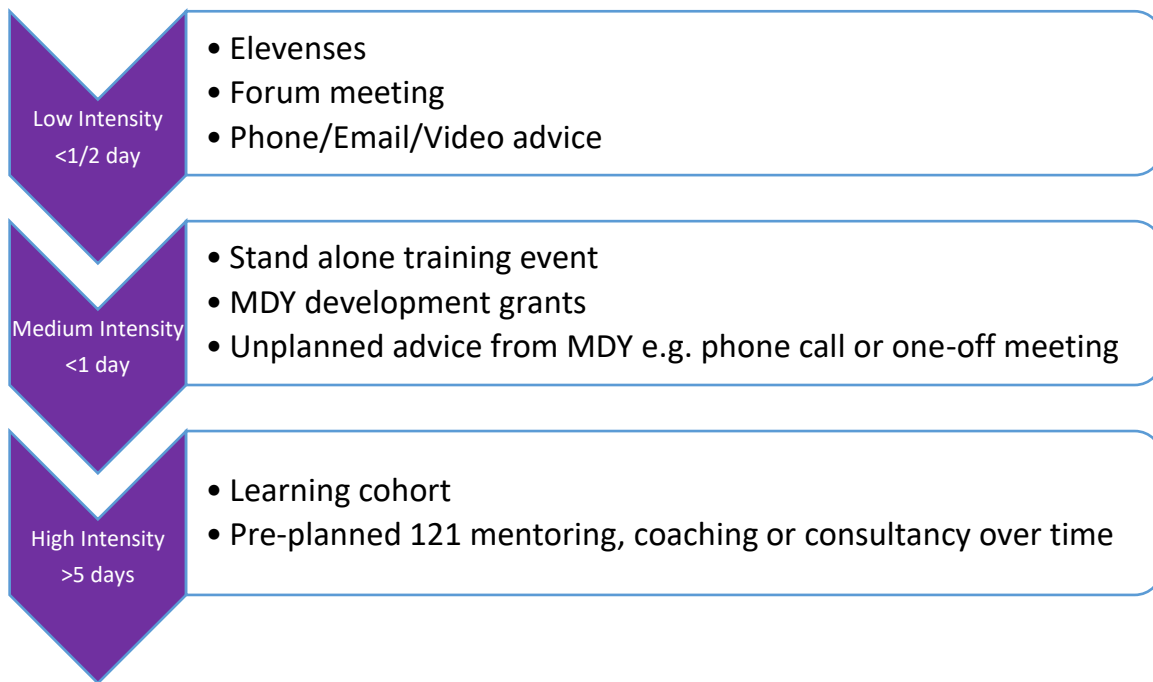 Low Intensity
<1/2 day
• Elevenses
• Forum meeting
• Phone/Email/Video advice
Medium Intensity
<1 day
• Stand alone training event
• MDY development grants
• Unplanned advice from MDY e.g. phone call or one-off meeting
High Intensity
>5 days
• Learning cohort
• Pre-planned 121 mentoring, coaching or consultancy over time